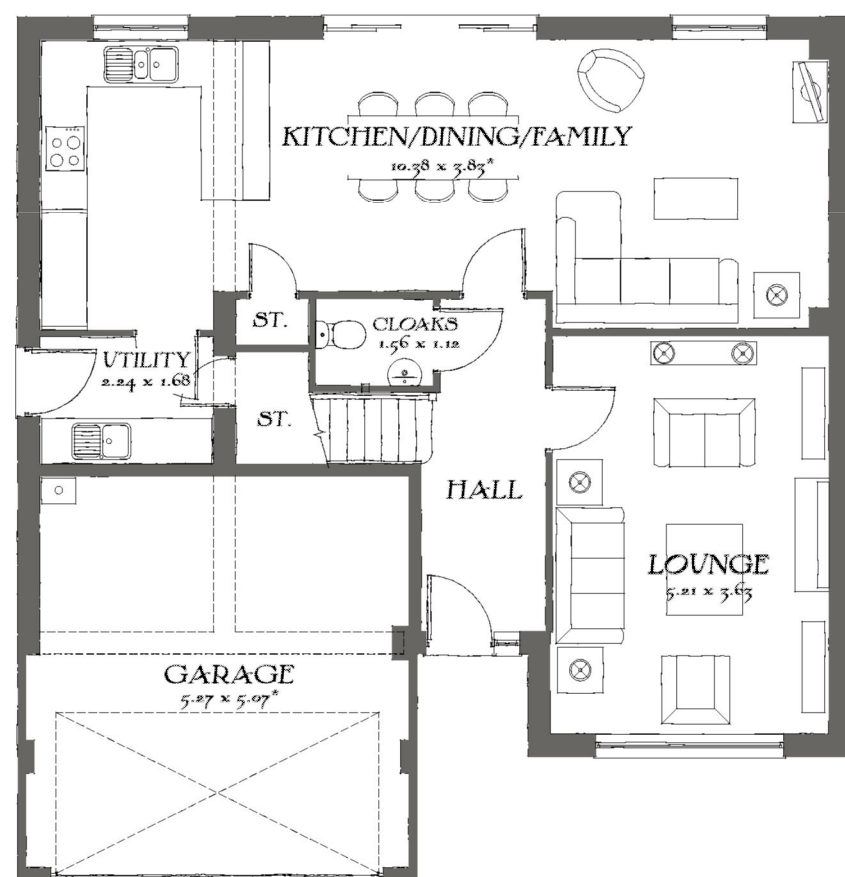 KITCHEN/DINING/FAMILY
10.38 x 3.83*
ST.
CLOAKS
1.56 x 1.12
UTILITY
2.24 x 1.68
ST.
HALL
LOUNGE
5.21 x 3.63
GARAGE
5.27 x 5.07*